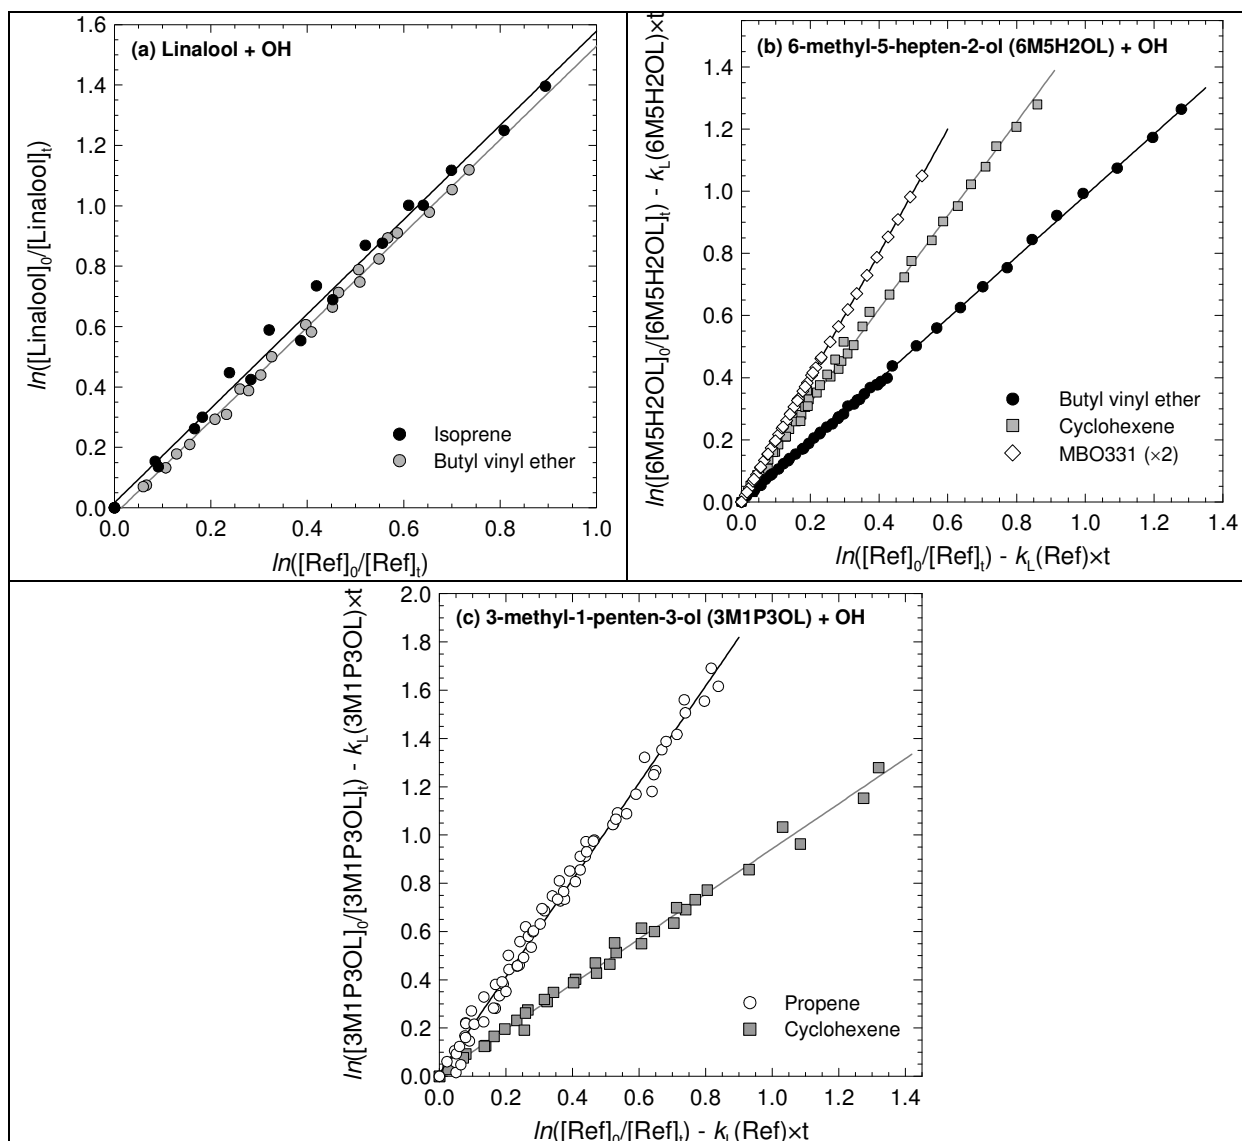 (a) Linalool + OH
ln([Linalool]0/[Linalool]t)
1.6
1.4
1.2
1.0
0.8
0.6
0.4
0.2
0.0
Isoprene
Butyl vinyl ether
0.0 0.2 0.4 0.6 0.8 1.0
ln([Ref]0/[Ref]t)
(b) 6-methyl-5-hepten-2-ol (6M5H2OL) + OH
ln([6M5H2OL]0/[6M5H2OL]t) - kL(6M5H2OL)×t
1.4
1.2
1.0
0.8
0.6
0.4
0.2
0.0
Butyl vinyl ether
Cyclohexene
MBO331 (×2)
0.0 0.2 0.4 0.6 0.8 1.0 1.2 1.4
ln([Ref]0/[Ref]t) - kL(Ref)×t
(c) 3-methyl-1-penten-3-ol (3M1P3OL) + OH
ln([3M1P3OL]0/[3M1P3OL]t) - kL(3M1P3OL)×t
2.0
1.8
1.6
1.4
1.2
1.0
0.8
0.6
0.4
0.2
0.0
Propene
Cyclohexene
0.0 0.2 0.4 0.6 0.8 1.0 1.2 1.4
ln([Ref]0/[Ref]t) - kL(Ref)×t